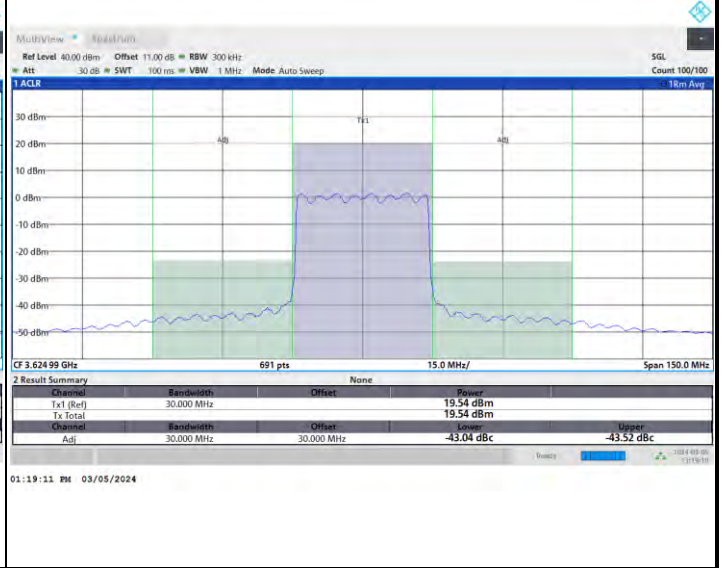 MultiView Spectrum
Ref Level 40.00 dBm Offset 11.00 dB RBW 300 kHz SGL
Att 30 dB SWT 100 ms VBW 1 MHz Mode Auto Sweep Count 100/100
1 ACLR 1Rm Avg
30 dBm
Tx1
20 dBm
Adj Adj
10 dBm
0 dBm
-10 dBm
-20 dBm
-30 dBm
-40 dBm
-50 dBm
CF 3.624 99 GHz 691 pts 15.0 MHz/ Span 150.0 MHz
2 Result Summary None
Channel Bandwidth Offset Power
Tx1 (Ref) 30.000 MHz 19.54 dBm
Tx Total 19.54 dBm
Channel Bandwidth Offset Lower Upper
Adj 30.000 MHz 30.000 MHz -43.04 dBc -43.52 dBc
Ready
01:19:11 PM 03/05/2024